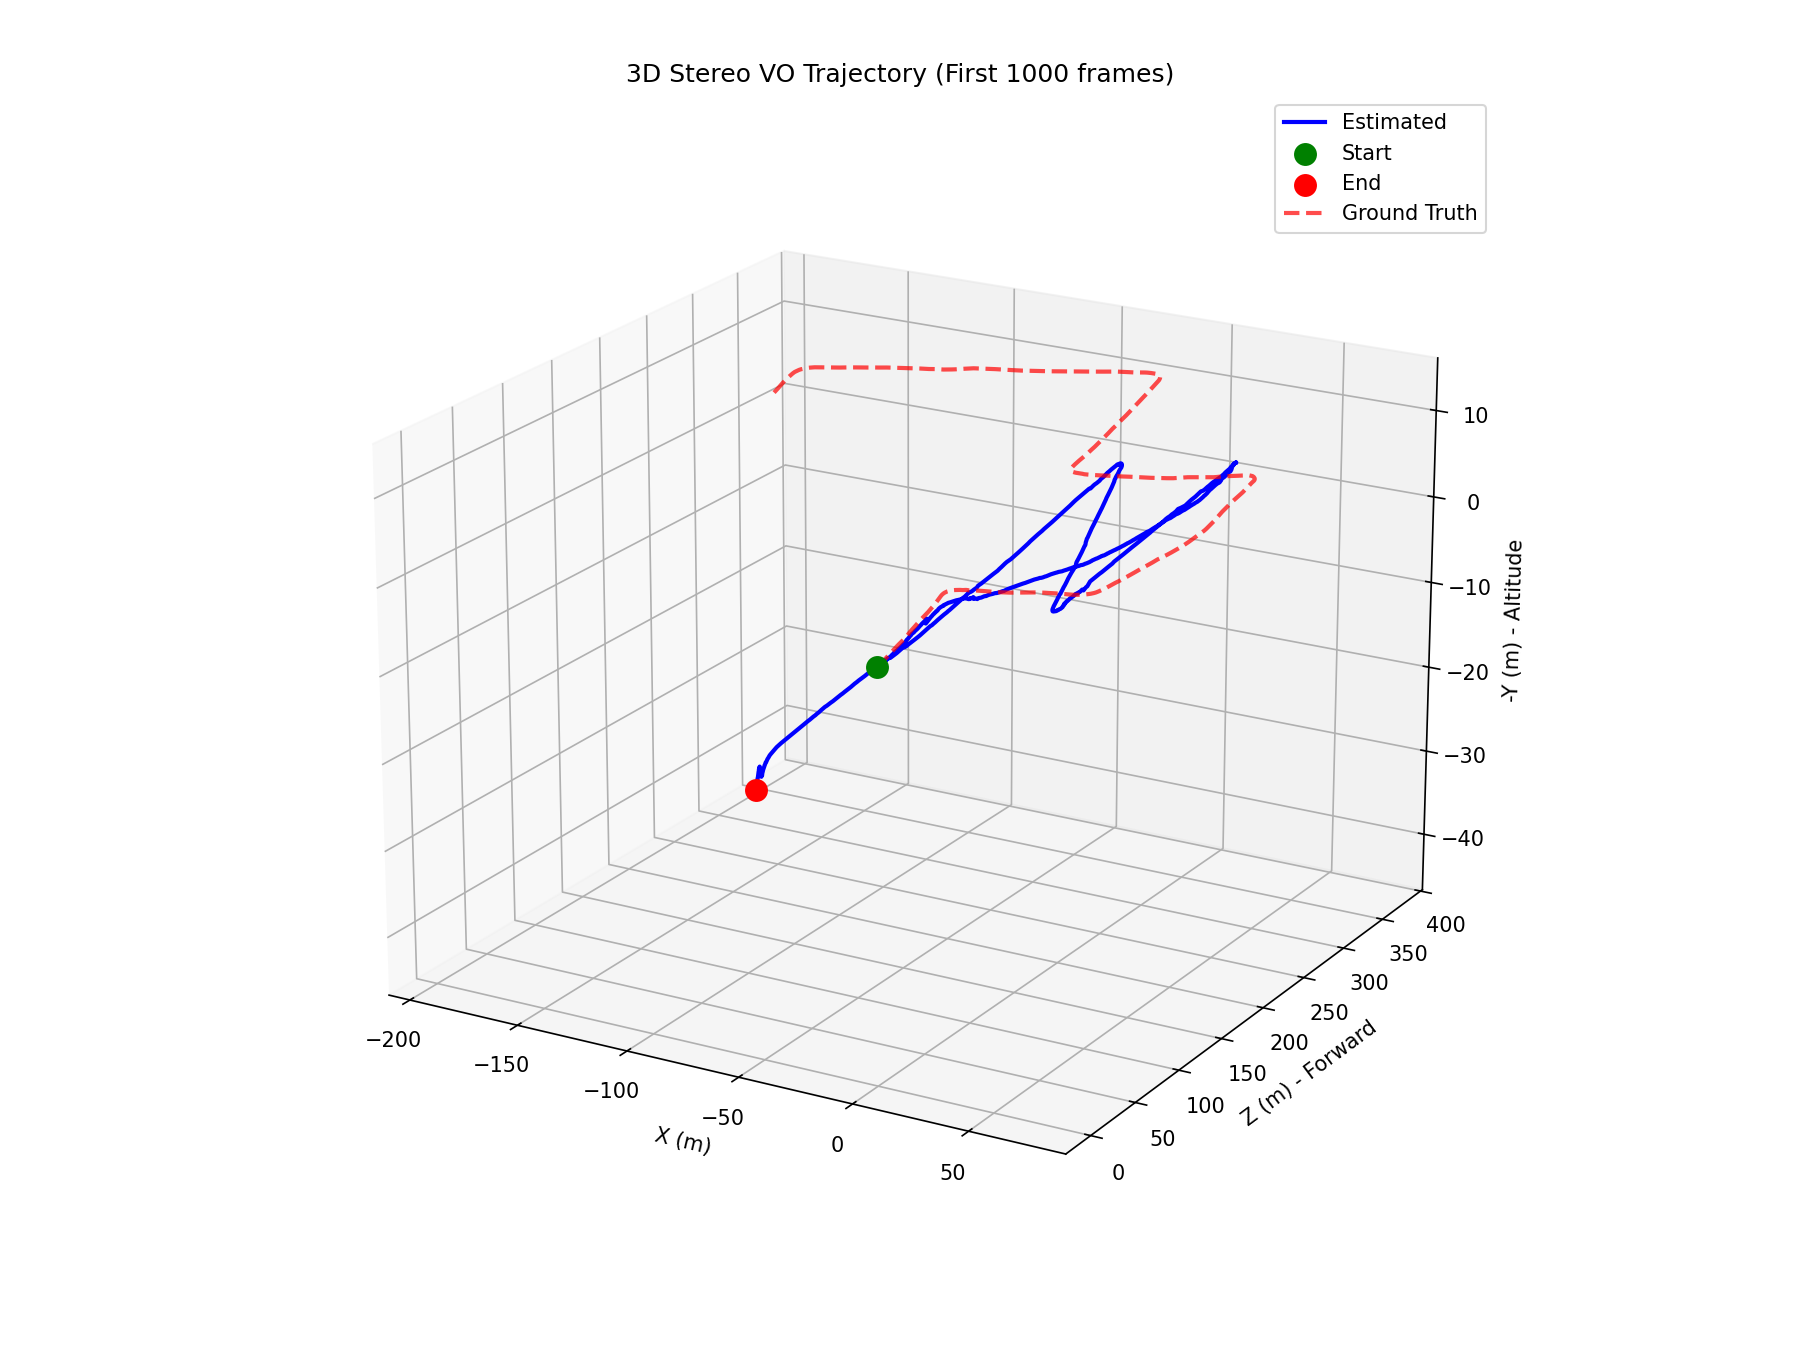 3D Stereo VO Trajectory (First 1000 frames)
Estimated
Start
End
Ground Truth
10
0
−10
−20
−30
−40
-Y (m) - Altitude
400
350
300
250
200
150
100
50
0
Z (m) - Forward
−200
−150
−100
−50
0
50
X (m)